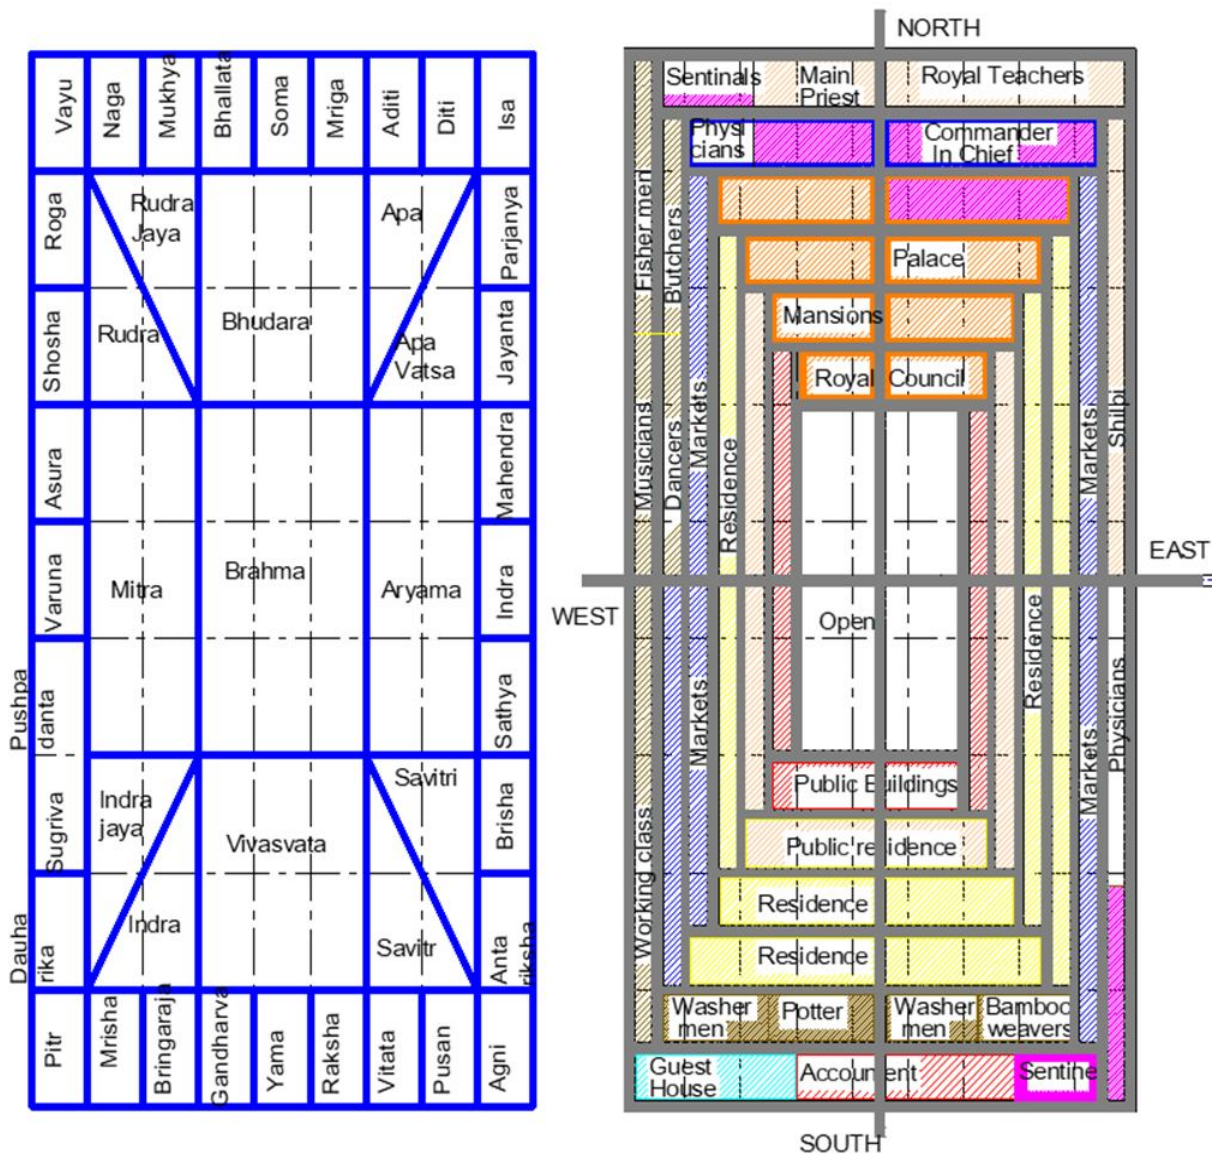 Vayu
Naga
Mukhya
Bhallata
Soma
Mriga
Aditi
Diti
Isa
Roga
Rudra
Jaya
Apa
Parjanya
Shosha
Rudra
Bhudara
Apa
Vatsa
Jayanta
Asura
Mahendra
Varuna
Mitra
Brahma
Aryama
Indra
Pushpa
danta
Sathya
Sugriva
Indra
jaya
Vivasvata
Savitri
Brisha
Dauha
rika
Indra
Savitr
Anta
riksha
Pitr
Mrisha
Bringaraja
Gandharva
Yama
Raksha
Vitata
Pusan
Agni
NORTH
Sentinals
Main
Priest
Royal Teachers
Physi
cians
Commander
In Chief
Fisher men
Butchers
Palace
Mansions
Royal Council
Musicians
Dancers
Markets
Residence
Markets
Shilpi
EAST
WEST
Open
Residence
Markets
Markets
Physicians
Public Buildings
Public residence
Working class
Residence
Residence
Washer
men
Potter
Washer
men
Bamboo
weavers
Guest
House
Accountent
Sentine
SOUTH